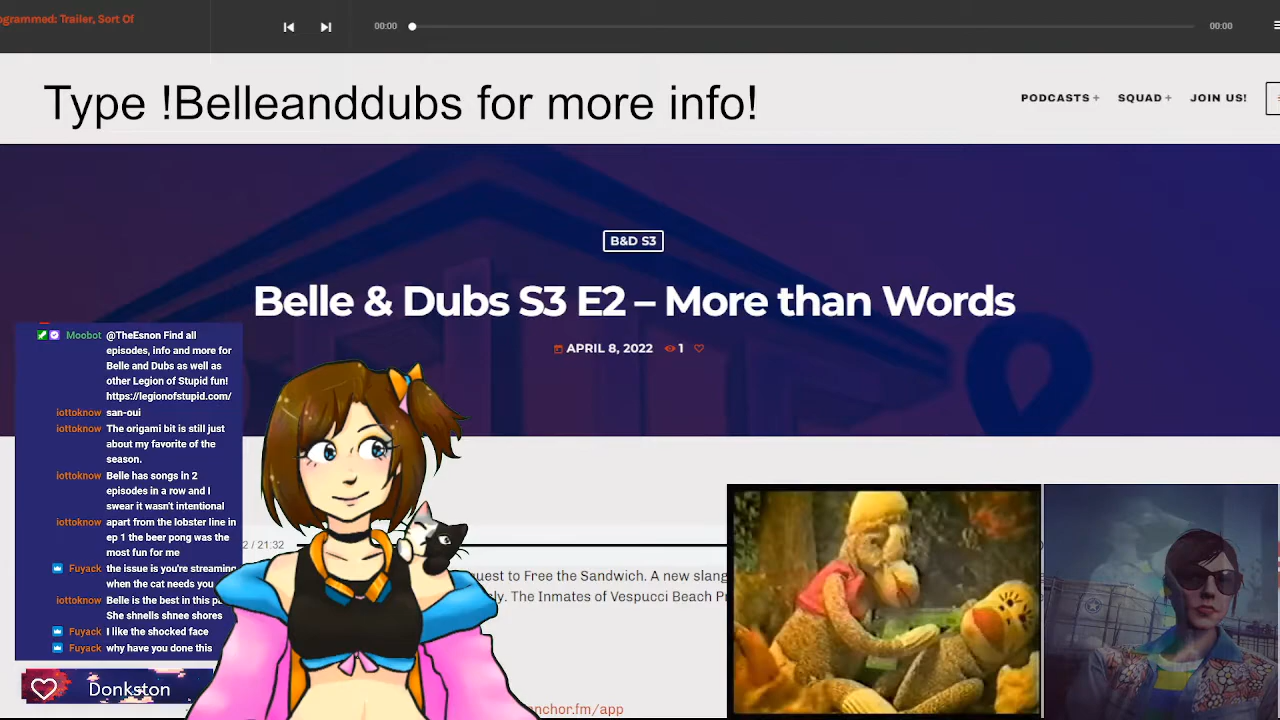 ogrammed: Trailer, Sort Of
00:00
00:00
Type !Belleanddubs for more info!
PODCASTS+
SQUAD+
JOIN US!
B&D S3
Belle & Dubs S3 E2 – More than Words
APRIL 8, 2022
1
Moobot @TheEsnon Find all
episodes, info and more for
Belle and Dubs as well as
other Legion of Stupid fun!
https://legionofstupid.com/
iottoknow san-oui
iottoknow The origami bit is still just
about my favorite of the
season.
iottoknow Belle has songs in 2
episodes in a row and I
swear it wasn't intentional
iottoknow apart from the lobster line in
ep 1 the beer pong was the
most fun for me
Fuyack the issue is you're streaming
when the cat needs you
iottoknow Belle is the best in this
She shnells shnee shores
Fuyack I like the shocked face
Fuyack why have you done this
Donkston
2 / 21:32
uest to Free the Sandwich. A new slang
ly. The Inmates of Vespucci Beach Pr
nchor.fm/app